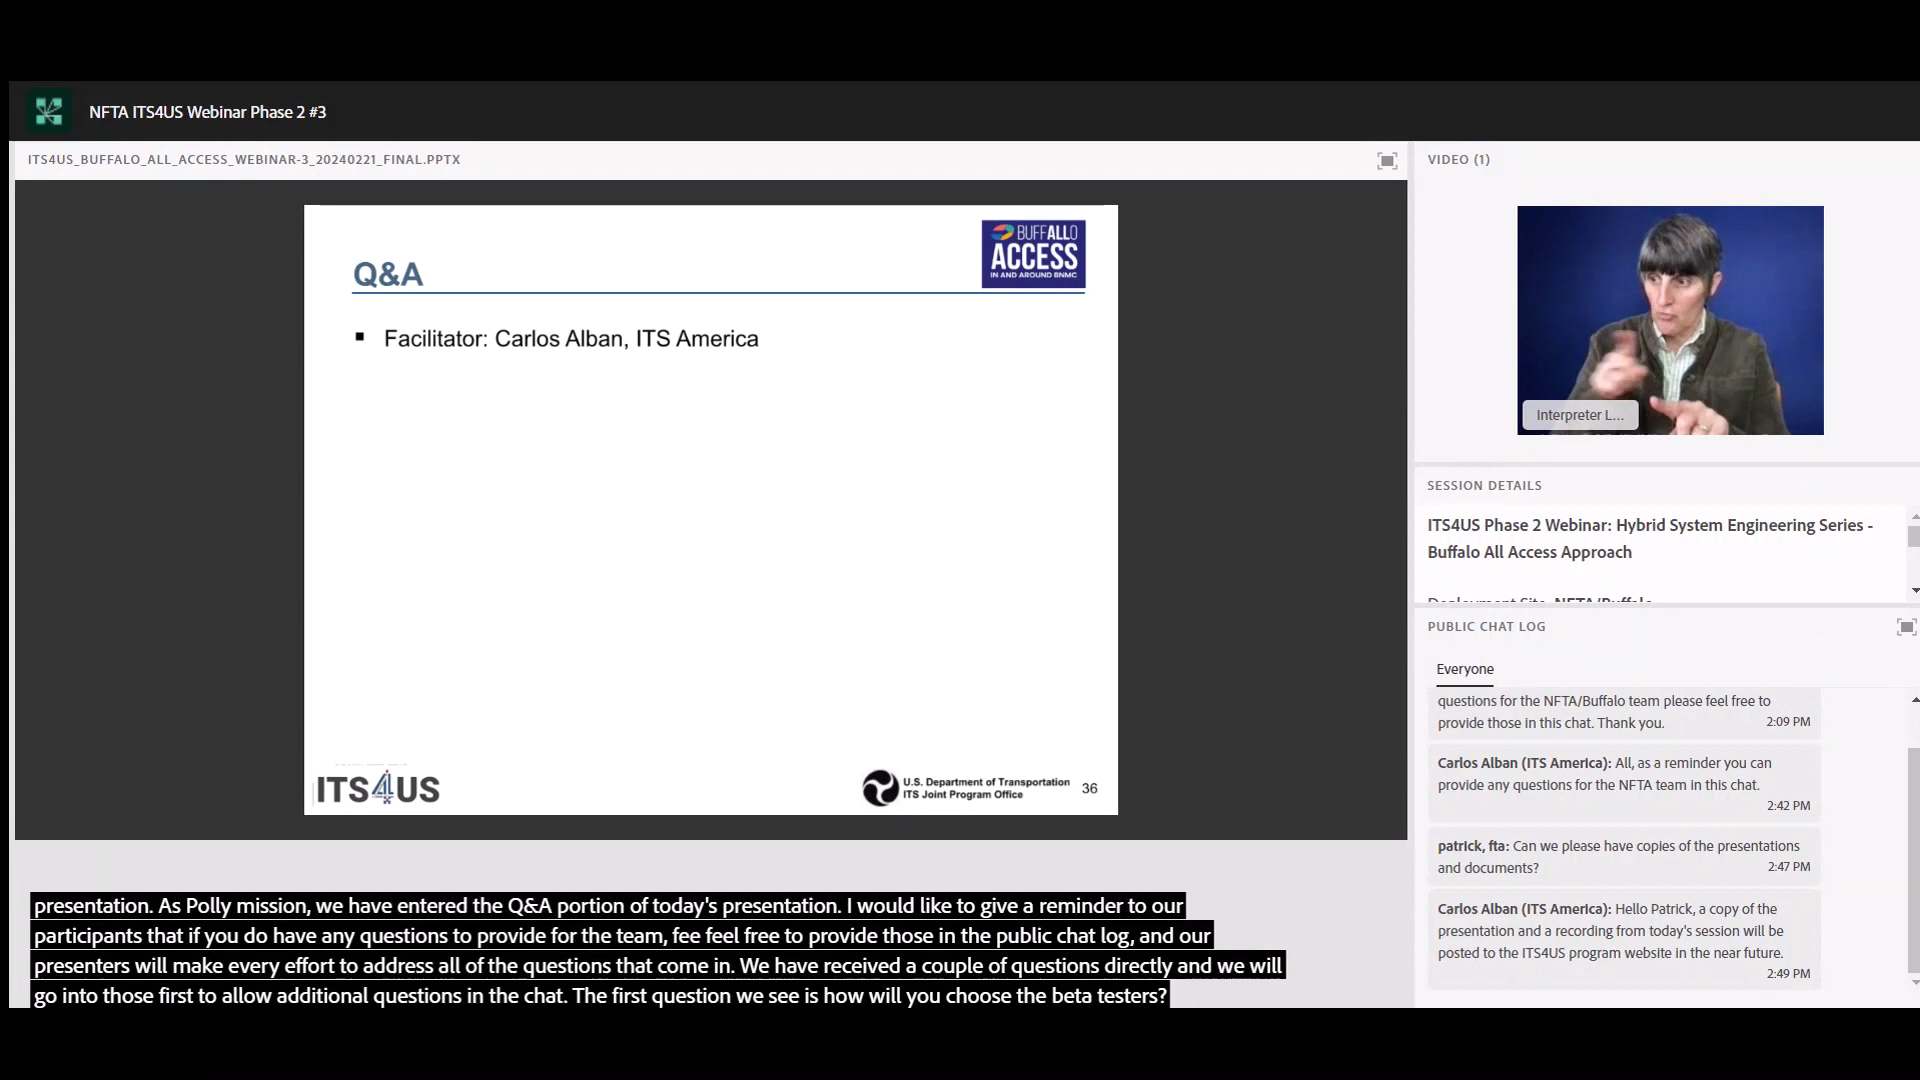 NFTA ITS4US Webinar Phase 2 #3
ITS4US_BUFFALO_ALL_ACCESS_WEBINAR-3_20240221_FINAL.PPTX
Q&A
BUFFALLO
ACCESS
IN AND AROUND BNMC
▪ Facilitator: Carlos Alban, ITS America
ITS4US
U.S. Department of Transportation
ITS Joint Program Office
36
presentation. As Polly mission, we have entered the Q&A portion of today's presentation. I would like to give a reminder to our
participants that if you do have any questions to provide for the team, fee feel free to provide those in the public chat log, and our
presenters will make every effort to address all of the questions that come in. We have received a couple of questions directly and we will
go into those first to allow additional questions in the chat. The first question we see is how will you choose the beta testers?
VIDEO (1)
Interpreter L...
SESSION DETAILS
ITS4US Phase 2 Webinar: Hybrid System Engineering Series -
Buffalo All Access Approach
Deployment Site: NFTA/Buffalo
PUBLIC CHAT LOG
Everyone
questions for the NFTA/Buffalo team please feel free to
provide those in this chat. Thank you. 2:09 PM
Carlos Alban (ITS America): All, as a reminder you can
provide any questions for the NFTA team in this chat.
2:42 PM
patrick, fta: Can we please have copies of the presentations
and documents? 2:47 PM
Carlos Alban (ITS America): Hello Patrick, a copy of the
presentation and a recording from today's session will be
posted to the ITS4US program website in the near future.
2:49 PM